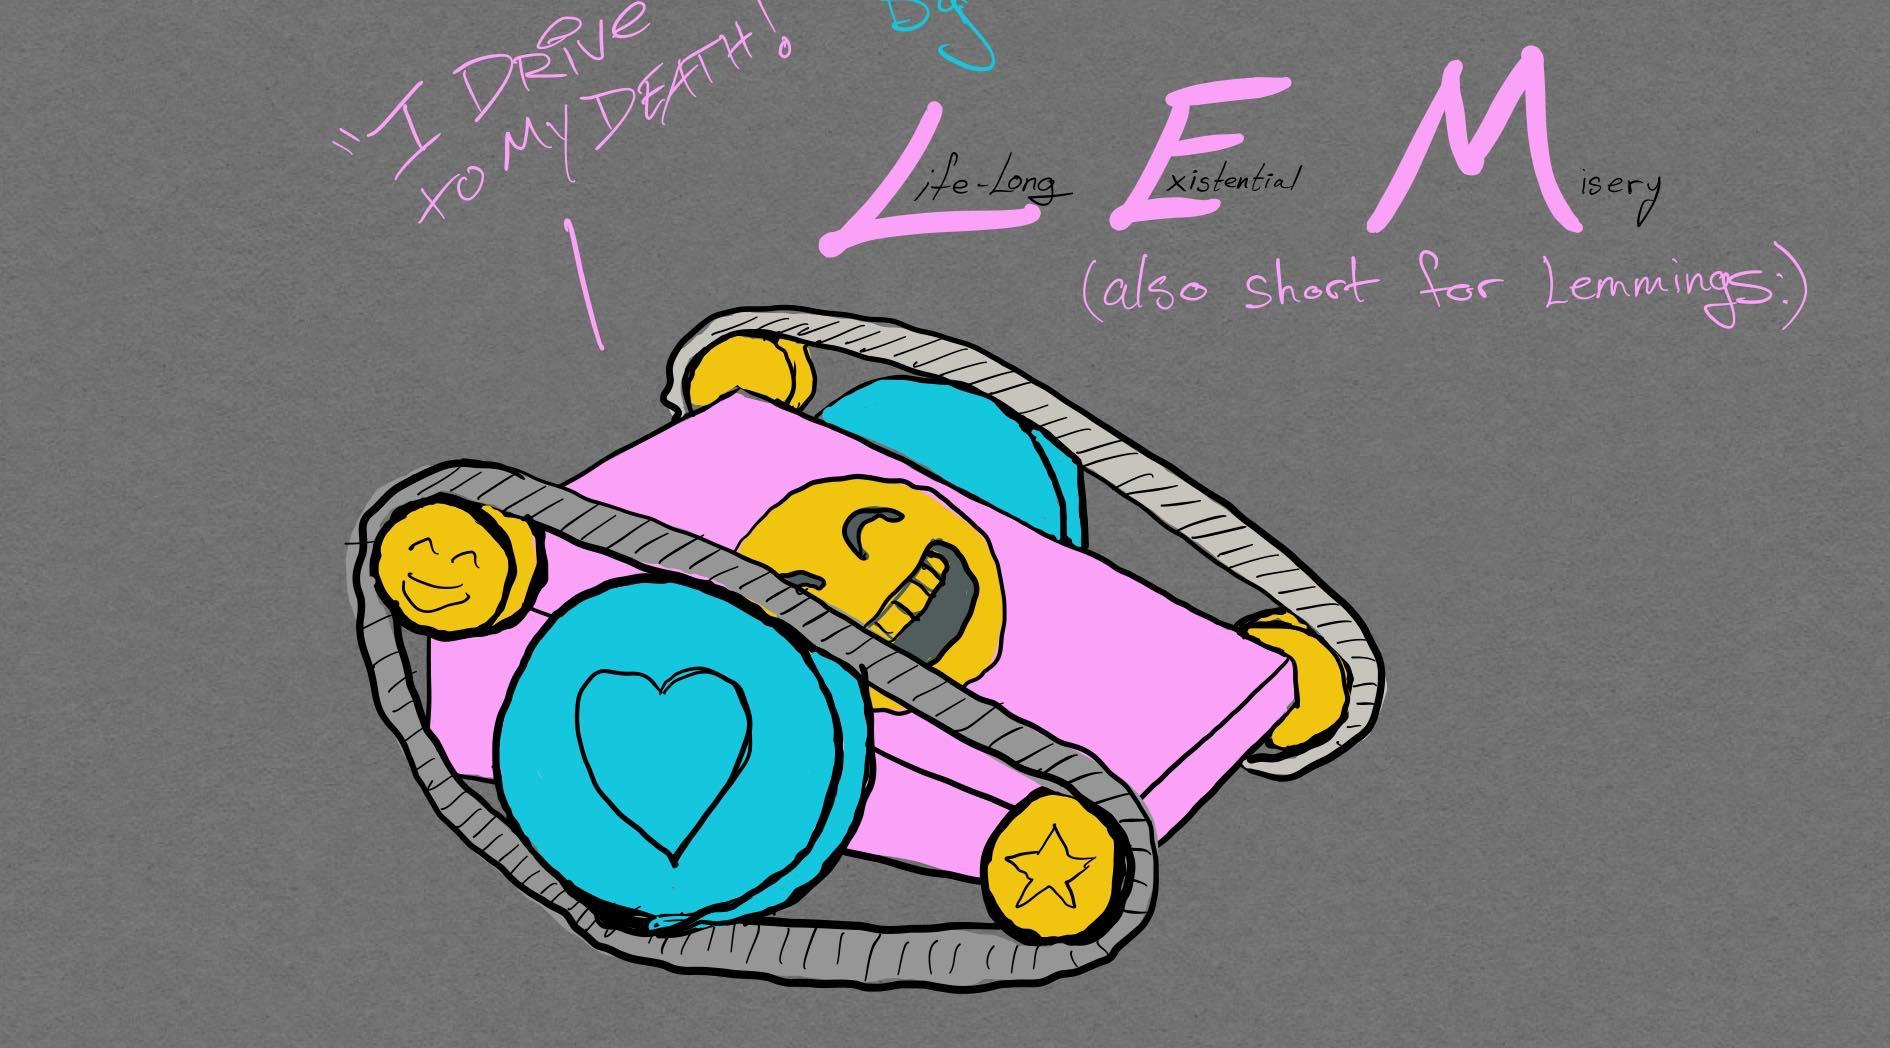 By
"I DRiVe
to MY DEATH!
Life-Long Existential Misery
(also short for Lemmings:)